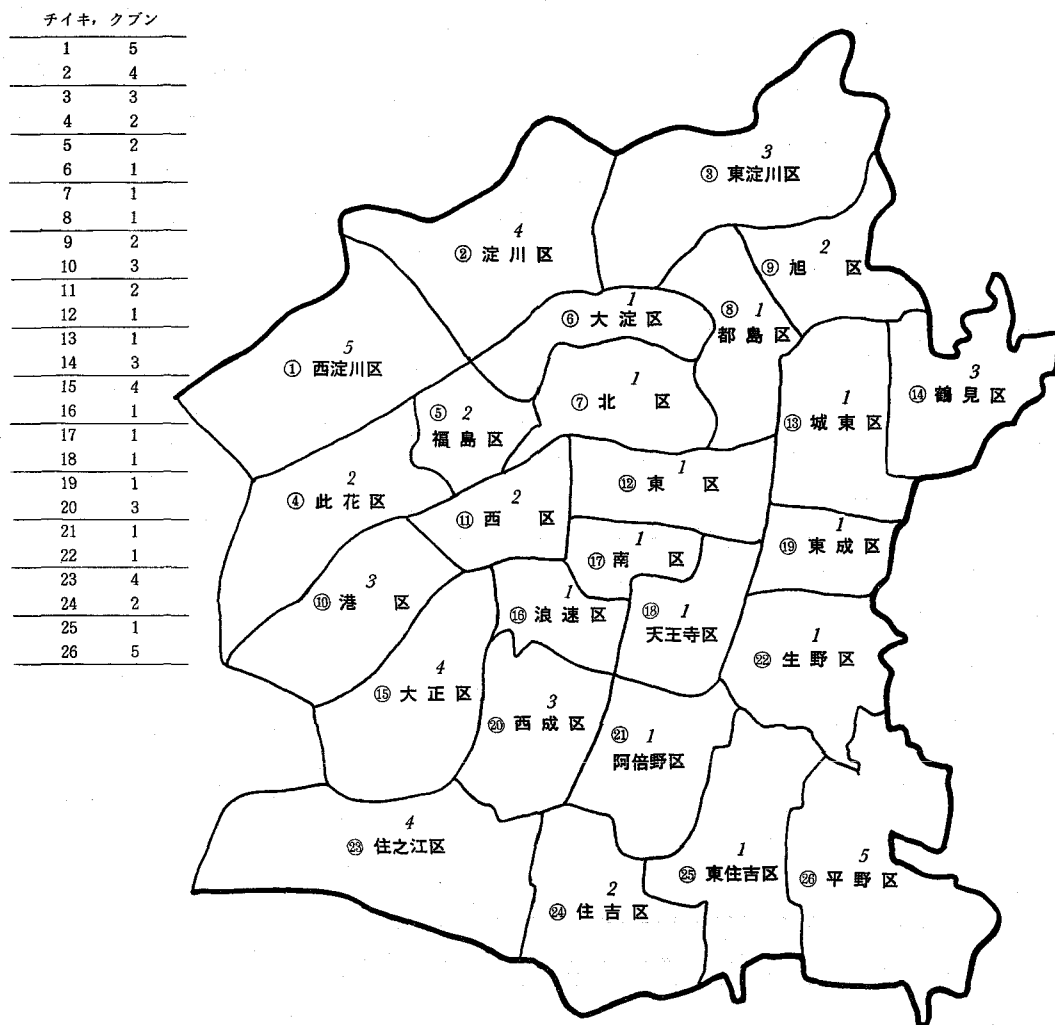 チイキ, クブン
1 5
2 4
3 3
4 2
5 2
6 1
7 1
8 1
9 2
10 3
11 2
12 1
13 1
14 3
15 4
16 1
17 1
18 1
19 1
20 3
21 1
22 1
23 4
24 2
25 1
26 5
3
③ 東淀川区
4
② 淀川区
2
⑨ 旭区
1
⑥ 大淀区
⑧ 1
都島区
5
① 西淀川区
3
⑭ 鶴見区
1
⑦ 北区
1
⑬ 城東区
⑤ 2
福島区
1
⑫ 東区
2
④ 此花区
2
⑪ 西区
1
⑲ 東成区
1
⑰ 南区
3
⑩ 港区
1
⑯ 浪速区
⑱ 1
天王寺区
1
㉒ 生野区
4
⑮ 大正区
3
⑳ 西成区
㉑ 1
阿倍野区
4
㉓ 住之江区
1
㉕ 東住吉区
5
㉖ 平野区
2
㉔ 住吉区